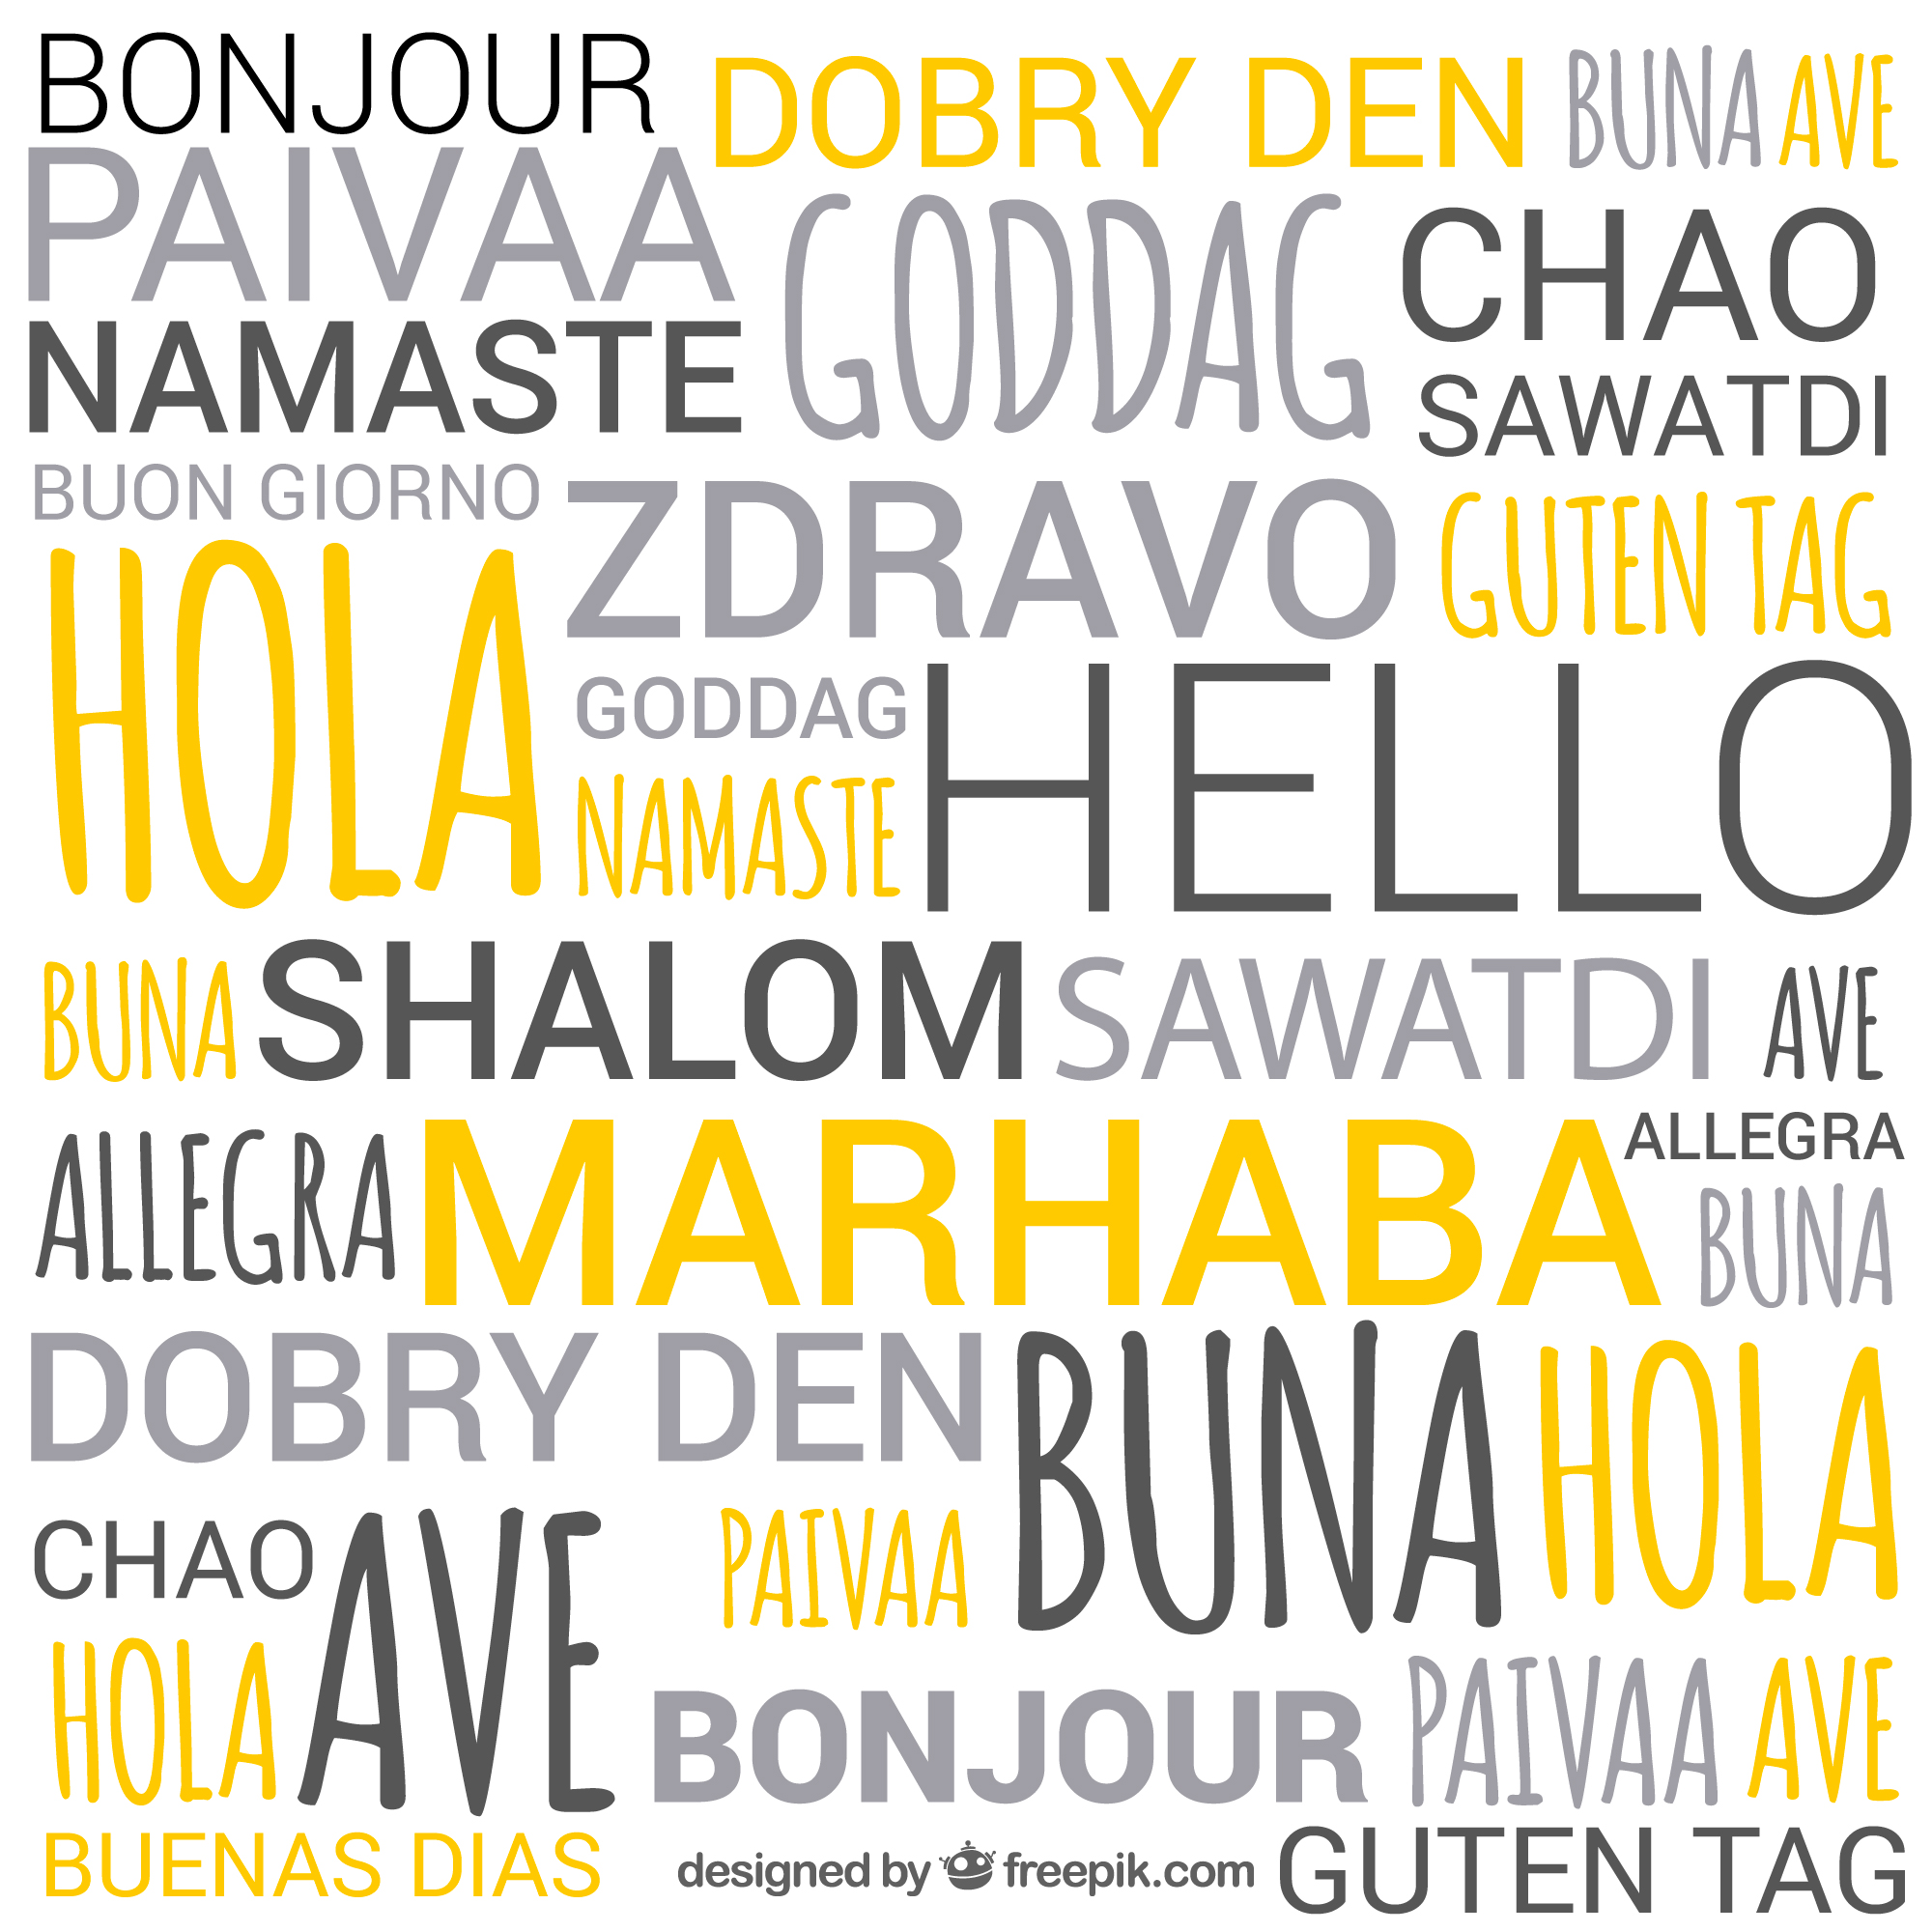 BONJOUR DOBRY DEN BUNA AVE
PAIVAA GODDAG CHAO
NAMASTE SAWATDI
BUON GIORNO ZDRAVO GUTEN TAG
HOLA GODDAG HELLO
NAMASTE
BUNA SHALOM SAWATDI AVE
ALLEGRA MARHABA ALLEGRA
BUNA
DOBRY DEN BUNA HOLA
CHAO AVE PAIVAA
HOLA BONJOUR PAIVAA AVE
BUENAS DIAS designed by freepik.com GUTEN TAG